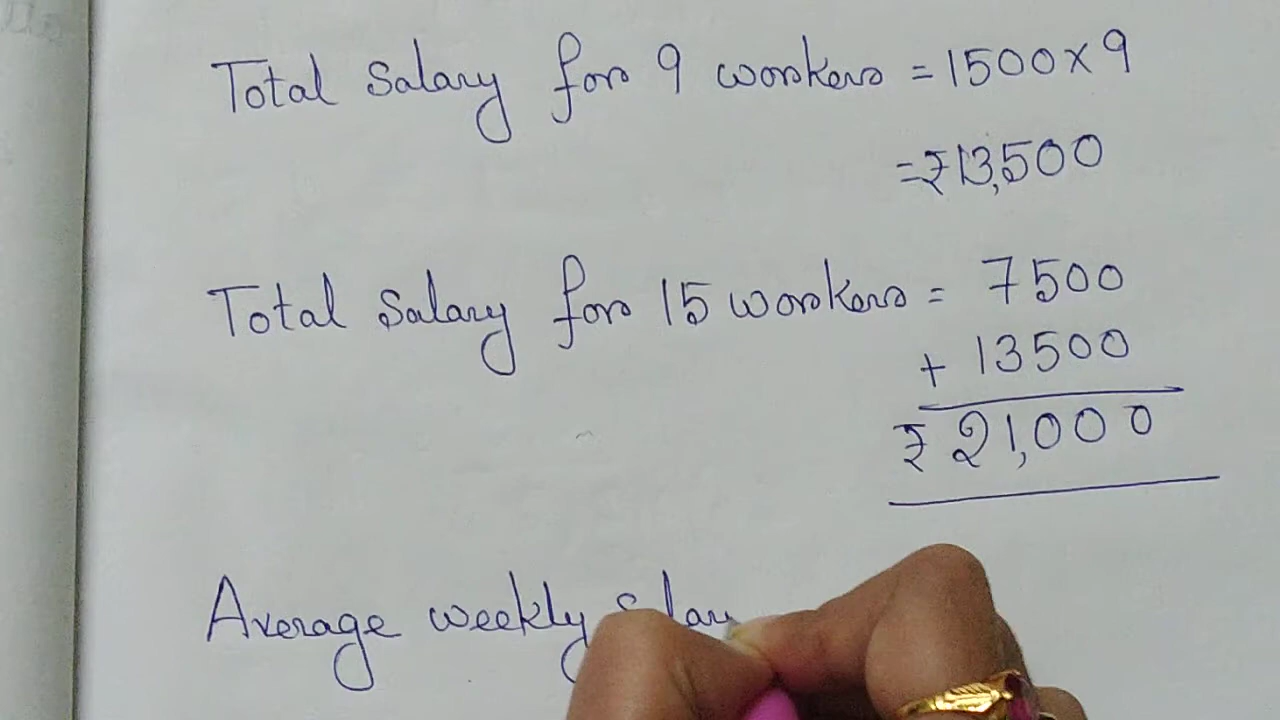 Total Salary for 9 workers = 1500 × 9
= ₹13,500
Total Salary for 15 workers = 7500
+ 13500
₹ 21,000
Average weekly